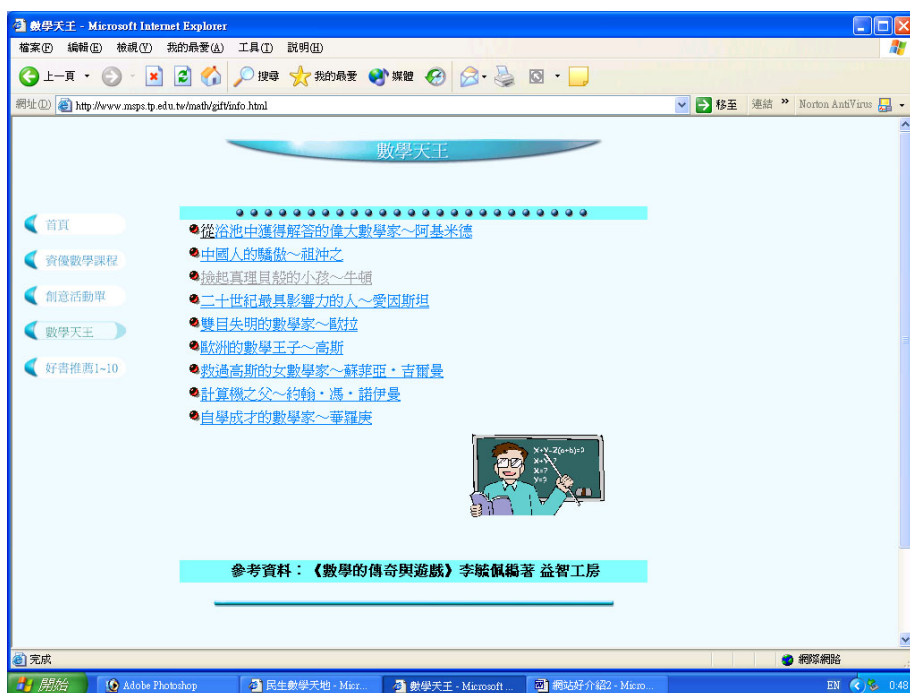 數學天王 - Microsoft Internet Explorer
檔案(F) 編輯(E) 檢視(V) 我的最愛(A) 工具(T) 說明(H)
上一頁 搜尋 我的最愛 媒體
網址(D) http://www.msps.tp.edu.tw/math/gift/info.html 移至 連結 » Norton AntiVirus
數學天王
首頁
資優數學課程
創意活動單
數學天王
好書推薦1~10
從浴池中獲得解答的偉大數學家～阿基米德
中國人的驕傲～祖沖之
撿起真理貝殼的小孩～牛頓
二十世紀最具影響力的人～愛因斯坦
雙目失明的數學家～歐拉
歐洲的數學王子～高斯
救過高斯的女數學家～蘇菲亞・吉爾曼
計算機之父～約翰・馮・諾伊曼
自學成才的數學家～華羅庚
X=?
Y=?
參考資料：《數學的傳奇與遊戲》李毓佩編著 益智工房
完成 網際網路
開始 Adobe Photoshop 民生數學天地 - Micr... 數學天王 - Microsoft ... 網站好介紹2 - Micro... EN 0:48